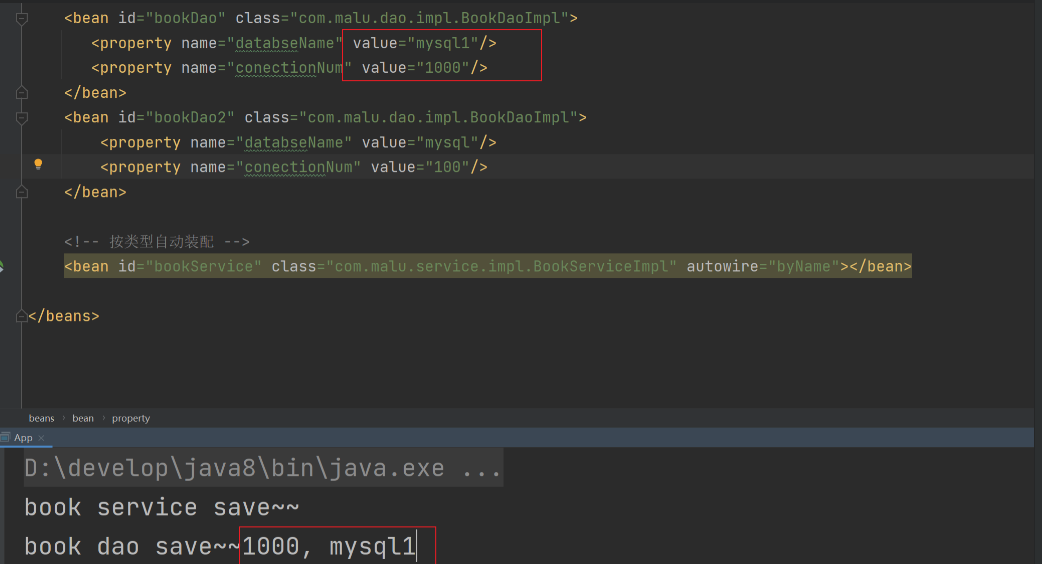 <bean id="bookDao" class="com.malu.dao.impl.BookDaoImpl">
<property name="databseName" value="mysql1"/>
<property name="conectionNum" value="1000"/>
</bean>
<bean id="bookDao2" class="com.malu.dao.impl.BookDaoImpl">
<property name="databseName" value="mysql"/>
<property name="conectionNum" value="100"/>
</bean>
<!-- 按类型自动装配 -->
<bean id="bookService" class="com.malu.service.impl.BookServiceImpl" autowire="byName"></bean>
</beans>
beans › bean › property
App ×
D:\develop\java8\bin\java.exe ...
book service save~~
book dao save~~1000, mysql1